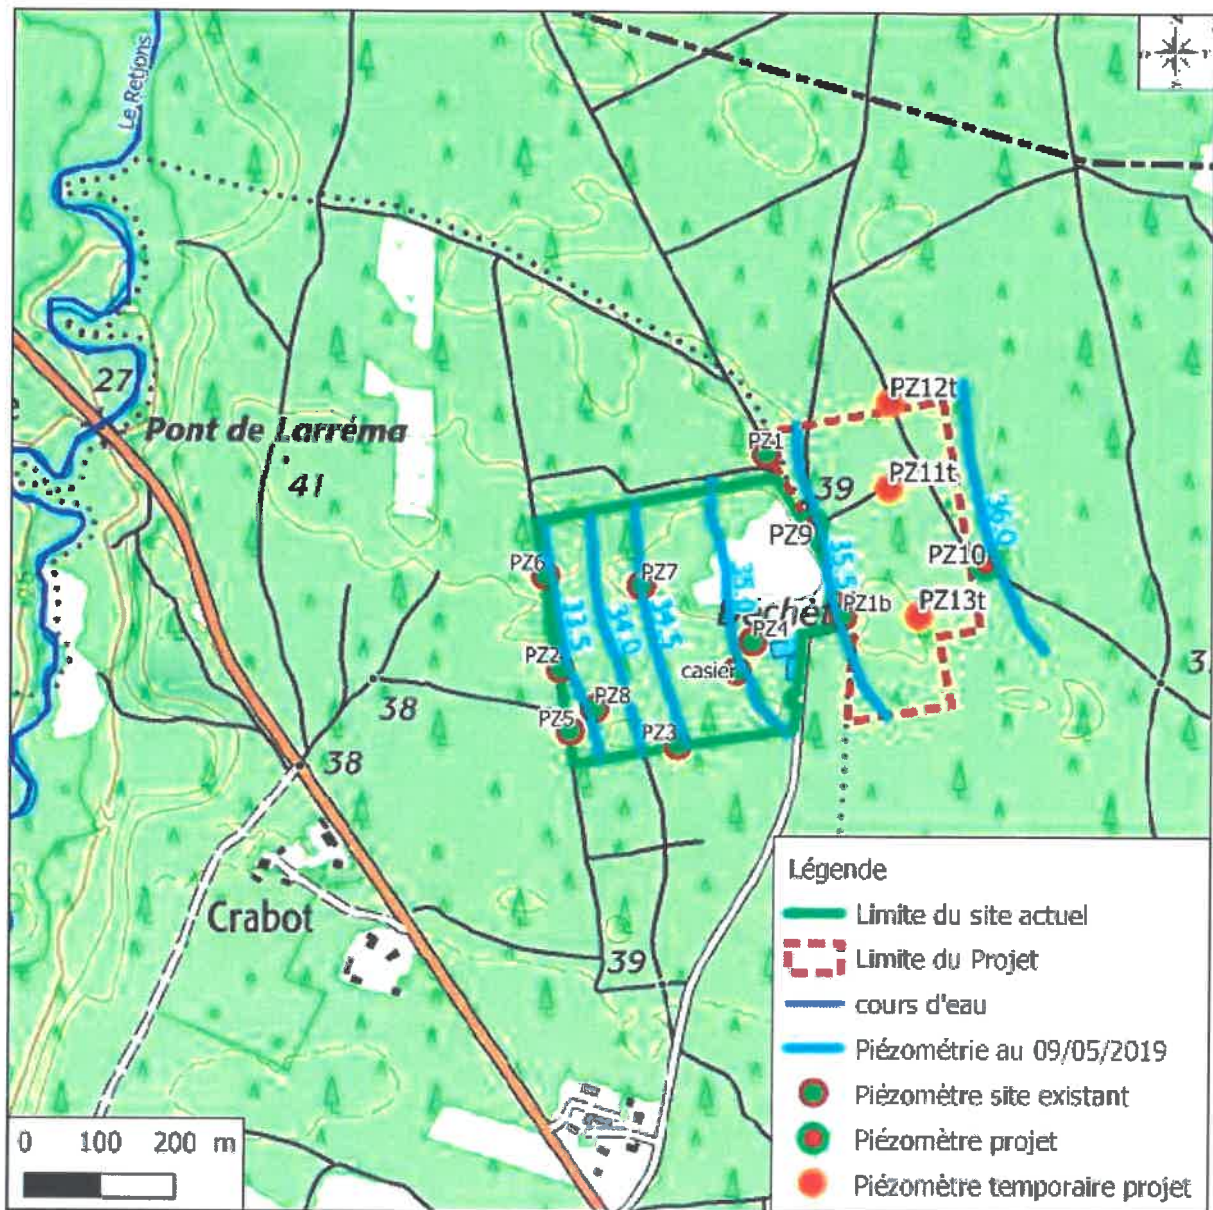 Le Retjons
27
Pont de Larréma
41
PZ12t
PZ1
PZ11t
39
PZ9
36.0
PZ10
PZ6
PZ7
35.5
35.0
PZ1b
PZ13t
Déchet
33.5
34.0
34.5
PZ4
PZ2
casier
PZ8
38
PZ5
PZ3
38
Crabot
39
Légende
Limite du site actuel
Limite du Projet
cours d'eau
Piézométrie au 09/05/2019
Piézomètre site existant
Piézomètre projet
Piézomètre temporaire projet
0 100 200 m